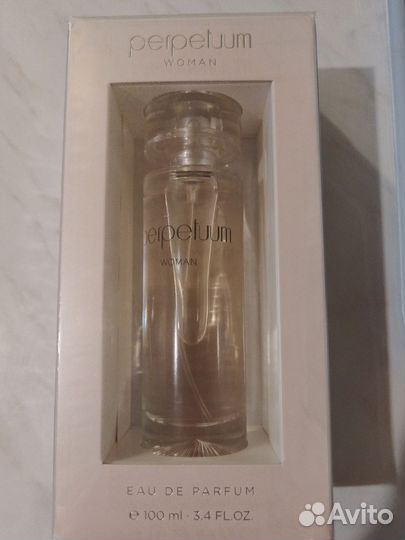 perpetuum
WOMAN
perpetuum
WOMAN
EAU DE PARFUM
℮ 100 ml · 3.4 FL.OZ.
Avito